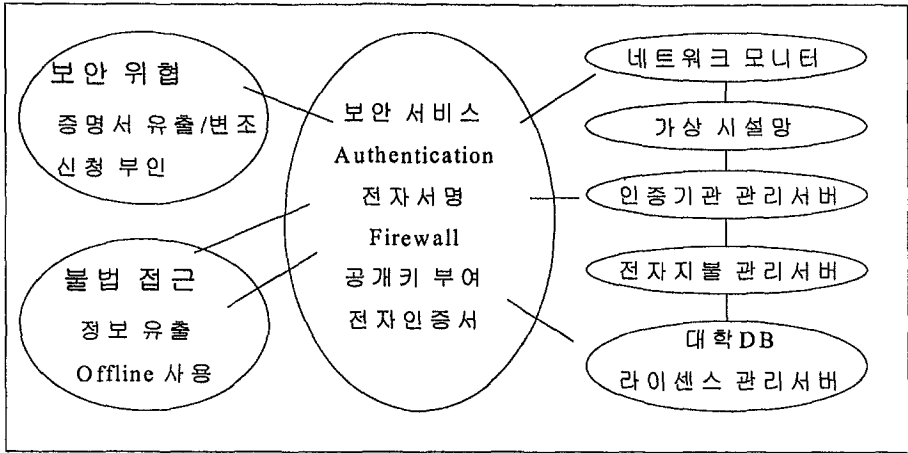 보안 위협
증명서 유출/변조
신청 부인
불법 접근
정보 유출
Offline 사용
보안 서비스
Authentication
전자서명
Firewall
공개키 부여
전자인증서
네트워크 모니터
가상 시설망
인증기관 관리서버
전자지불 관리서버
대학DB
라이센스 관리서버